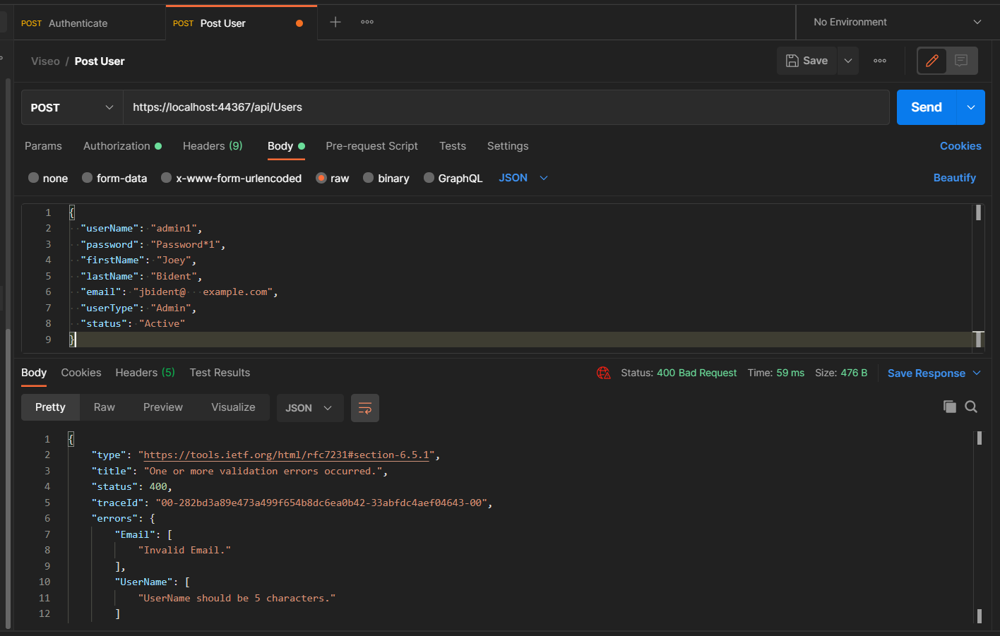 POST Authenticate
POST Post User
No Environment
Viseo / Post User
Save
POST
https://localhost:44367/api/Users
Send
Params Authorization Headers (9) Body Pre-request Script Tests Settings Cookies
none form-data x-www-form-urlencoded raw binary GraphQL JSON Beautify
1 {
2 "userName": "admin1",
3 "password": "Password*1",
4 "firstName": "Joey",
5 "lastName": "Bident",
6 "email": "jbident@   example.com",
7 "userType": "Admin",
8 "status": "Active"
9 }
Body Cookies Headers (5) Test Results Status: 400 Bad Request Time: 59 ms Size: 476 B Save Response
Pretty Raw Preview Visualize JSON
1 {
2 "type": "https://tools.ietf.org/html/rfc7231#section-6.5.1",
3 "title": "One or more validation errors occurred.",
4 "status": 400,
5 "traceId": "00-282bd3a89e473a499f654b8dc6ea0b42-33abfdc4aef04643-00",
6 "errors": {
7 "Email": [
8 "Invalid Email."
9 ],
10 "UserName": [
11 "UserName should be 5 characters."
12 ]